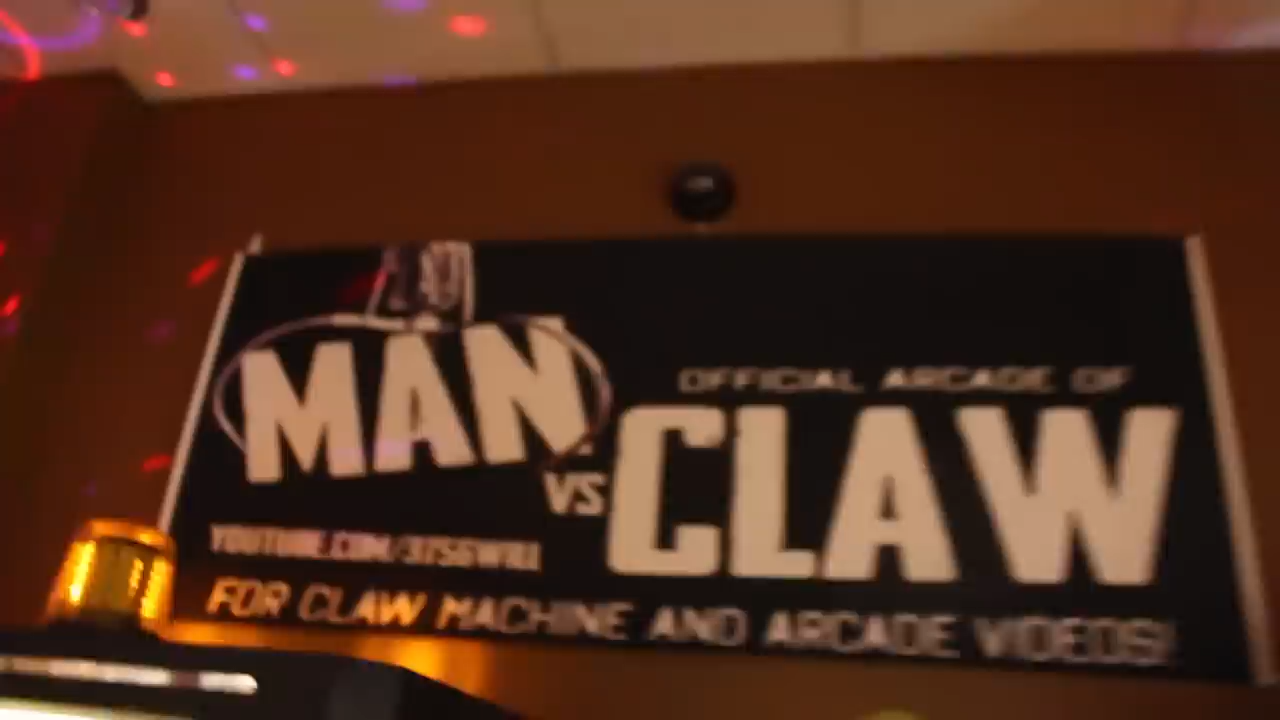 MAN
OFFICIAL ARCADE OF
VS CLAW
FOR CLAW MACHINE AND ARCADE VIDEOS!